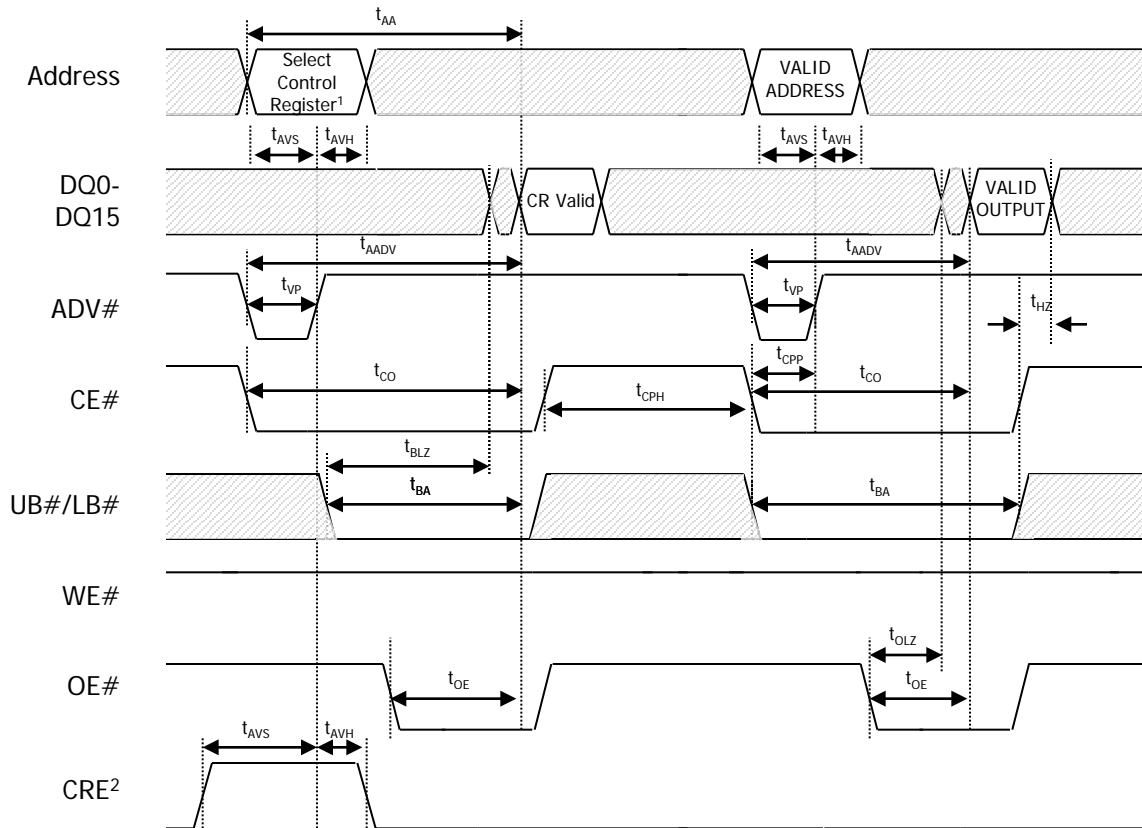 tAA
Address
Select
Control
Register1
VALID
ADDRESS
tAVS
tAVH
tAVS
tAVH
DQ0-
DQ15
CR Valid
VALID
OUTPUT
tAADV
tAADV
ADV#
tVP
tVP
tHZ
tCPP
CE#
tCO
tCO
tCPH
tBLZ
UB#/LB#
tBA
tBA
WE#
tOLZ
OE#
tOE
tOE
tAVS
tAVH
CRE2